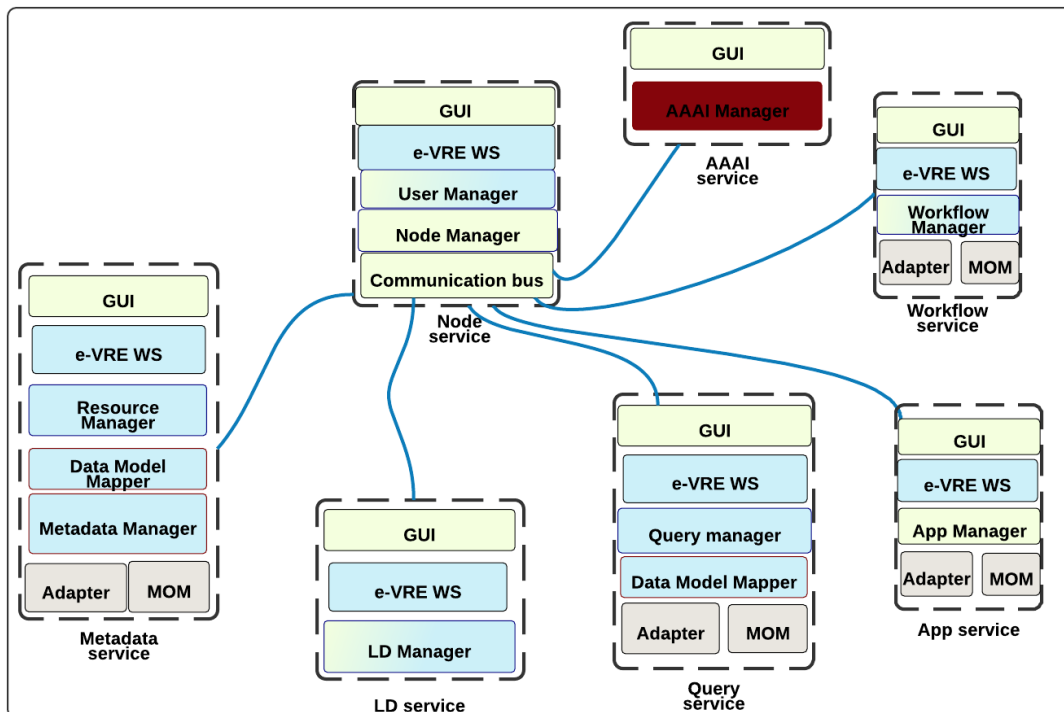 GUI
AAAI Manager
AAAI
service
GUI
e-VRE WS
User Manager
Node Manager
Communication bus
Node
service
GUI
e-VRE WS
Workflow
Manager
Adapter
MOM
Workflow
service
GUI
e-VRE WS
Resource
Manager
Data Model
Mapper
Metadata Manager
Adapter
MOM
Metadata
service
GUI
e-VRE WS
LD Manager
LD service
GUI
e-VRE WS
Query manager
Data Model Mapper
Adapter
MOM
Query
service
GUI
e-VRE WS
App Manager
Adapter
MOM
App service